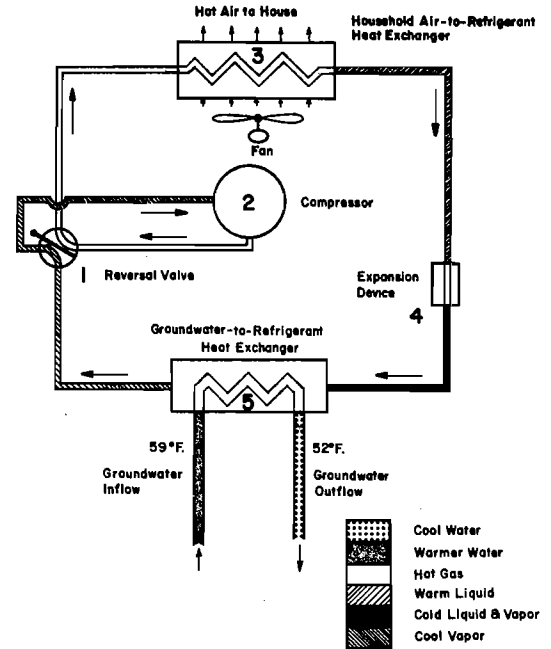 Hot Air to House
Household Air-to-Refrigerant
Heat Exchanger
3
Fan
2
Compressor
1
Reversal Valve
Expansion
Device
4
Groundwater-to-Refrigerant
Heat Exchanger
5
59°F.
52°F.
Groundwater
Inflow
Groundwater
Outflow
Cool Water
Warmer Water
Hot Gas
Warm Liquid
Cold Liquid & Vapor
Cool Vapor